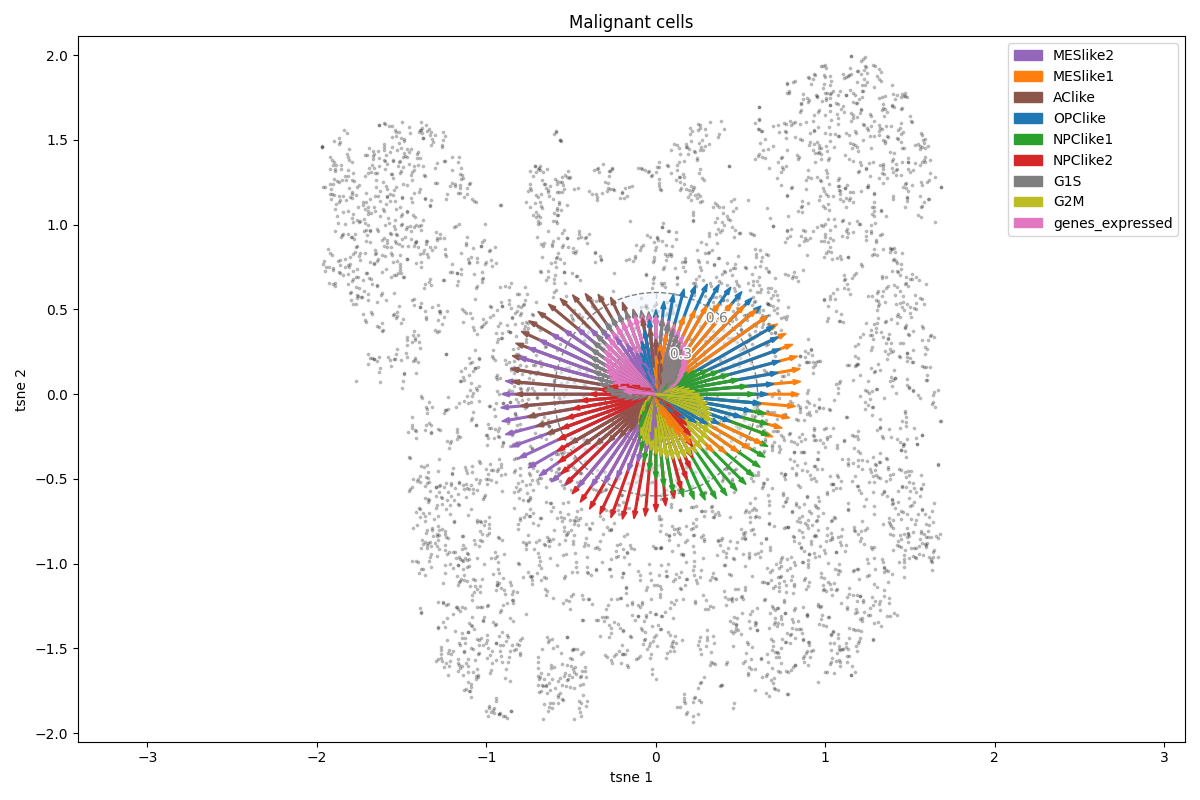 Malignant cells
MESlike2
MESlike1
AClike
OPClike
NPClike1
NPClike2
G1S
G2M
genes_expressed
0.6
0.3
tsne 2
2.0
1.5
1.0
0.5
0.0
−0.5
−1.0
−1.5
−2.0
−3 −2 −1 0 1 2 3
tsne 1